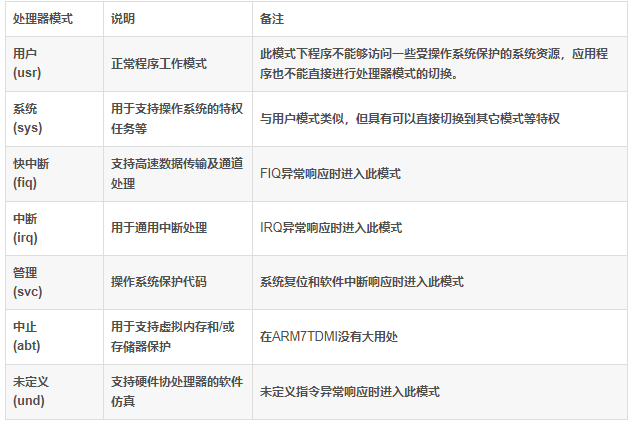 处理器模式 说明 备注
用户
(usr)
正常程序工作模式
此模式下程序不能够访问一些受操作系统保护的系统资源，应用程
序也不能直接进行处理器模式的切换。
系统
(sys)
用于支持操作系统的特权
任务等
与用户模式类似，但具有可以直接切换到其它模式等特权
快中断
(fiq)
支持高速数据传输及通道
处理
FIQ异常响应时进入此模式
中断
(irq)
用于通用中断处理
IRQ异常响应时进入此模式
管理
(svc)
操作系统保护代码
系统复位和软件中断响应时进入此模式
中止
(abt)
用于支持虚拟内存和/或
存储器保护
在ARM7TDMI没有大用处
未定义
(und)
支持硬件协处理器的软件
仿真
未定义指令异常响应时进入此模式